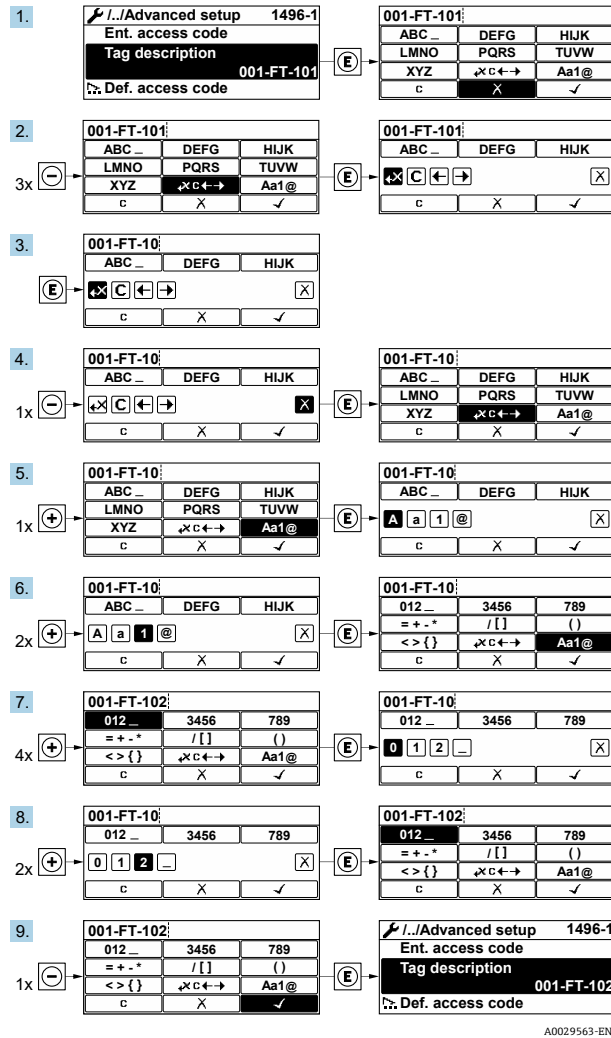 1.
/../Advanced setup 1496-1
Ent. access code
Tag description
001-FT-101
Def. access code
E
001-FT-101
ABC _ DEFG HIJK
LMNO PQRS TUVW
XYZ C Aa1@
C X ✓
2.
3x
001-FT-101
ABC _ DEFG HIJK
LMNO PQRS TUVW
XYZ C Aa1@
C X ✓
E
001-FT-101
ABC _ DEFG HIJK
C ← → X
C X ✓
3.
E
001-FT-10
ABC _ DEFG HIJK
C ← → X
C X ✓
4.
1x
001-FT-10
ABC _ DEFG HIJK
C ← → X
C X ✓
E
001-FT-10
ABC _ DEFG HIJK
LMNO PQRS TUVW
XYZ C Aa1@
C X ✓
5.
1x
001-FT-10
ABC _ DEFG HIJK
LMNO PQRS TUVW
XYZ C Aa1@
C X ✓
E
001-FT-10
ABC _ DEFG HIJK
A a 1 @ X
C X ✓
6.
2x
001-FT-10
ABC _ DEFG HIJK
A a 1 @ X
C X ✓
E
001-FT-10
012 _ 3456 789
= + - * / [ ] ( )
< > { } C Aa1@
C X ✓
7.
4x
001-FT-102
012 _ 3456 789
= + - * / [ ] ( )
< > { } C Aa1@
C X ✓
E
001-FT-10
012 _ 3456 789
0 1 2 _ X
C X ✓
8.
2x
001-FT-10
012 _ 3456 789
0 1 2 _ X
C X ✓
E
001-FT-102
012 _ 3456 789
= + - * / [ ] ( )
< > { } C Aa1@
C X ✓
9.
1x
001-FT-102
012 _ 3456 789
= + - * / [ ] ( )
< > { } C Aa1@
C X ✓
E
/../Advanced setup 1496-1
Ent. access code
Tag description
001-FT-102
Def. access code
A0029563-EN